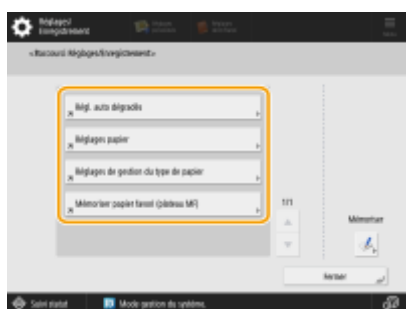 Réglages/
Enregistrement
<Raccourci Réglages/Enregistrement>
Régl. auto dégradés
Réglages papier
Réglages de gestion du type de papier
Mémoriser papier favori (plateau MF)
1/1
Mémoriser
Fermer
Suivi statut
Mode gestion du système.